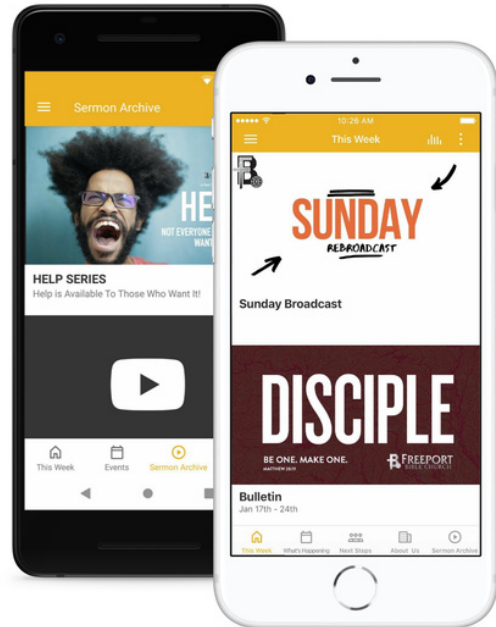 Sermon Archive
HE
NOT EVERYONE
WANT
HELP SERIES
Help is Available To Those Who Want It!
This Week
Events
Sermon Archive
10:26 AM
This Week
SUNDAY
REBROADCAST
Sunday Broadcast
DISCIPLE
BE ONE. MAKE ONE.
MATTHEW 28:19
FREEPORT
BIBLE CHURCH
Bulletin
Jan 17th - 24th
This Week
What's Happening
Next Steps
About Us
Sermon Archive